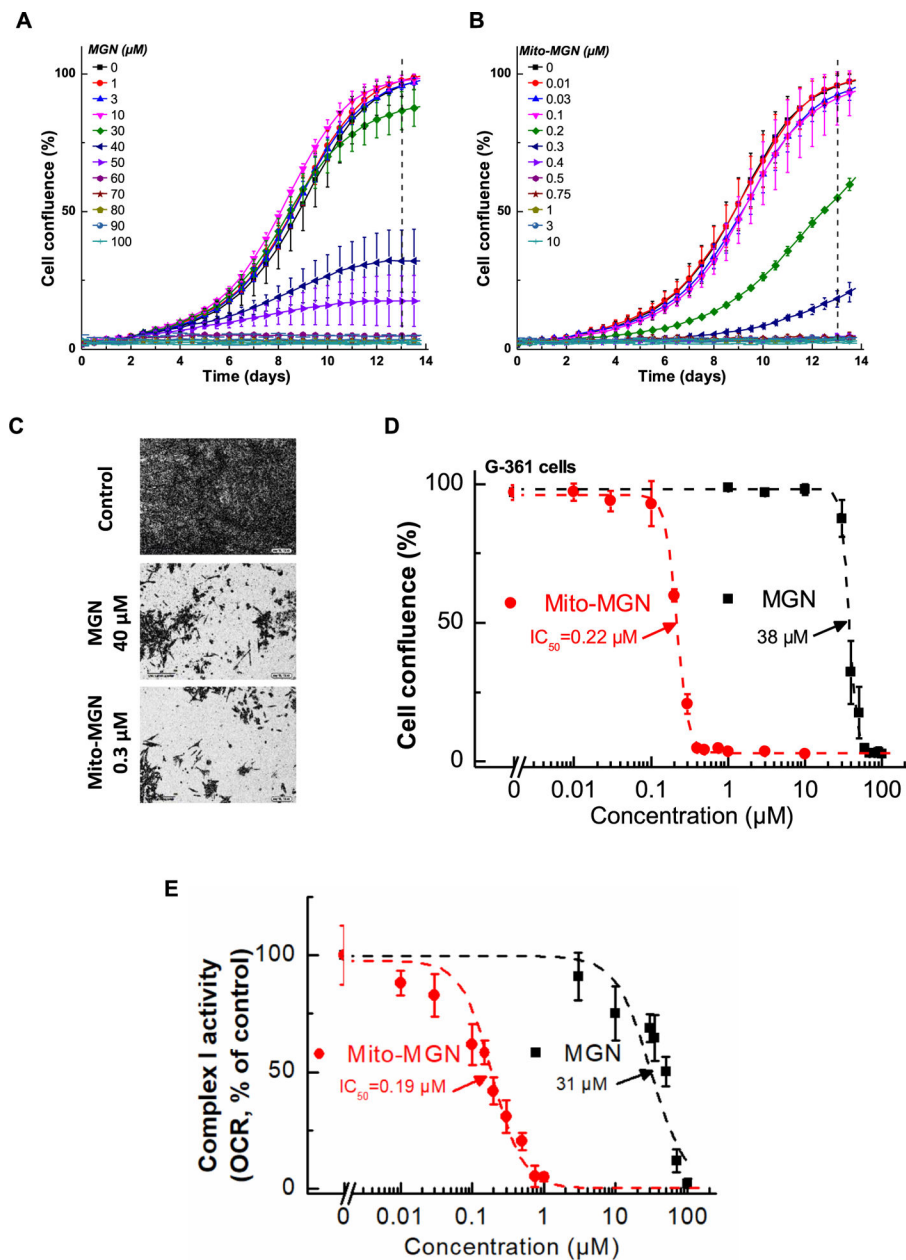 A
MGN (µM)
0
1
3
10
30
40
50
60
70
80
90
100
100
50
0
Cell confluence (%)
0 2 4 6 8 10 12 14
Time (days)
B
Mito-MGN (µM)
0
0.01
0.03
0.1
0.2
0.3
0.4
0.5
0.75
1
3
10
100
50
0
Cell confluence (%)
0 2 4 6 8 10 12 14
Time (days)
C
Control
MGN
40 µM
Mito-MGN
0.3 µM
D
G-361 cells
100
50
0
Cell confluence (%)
Mito-MGN
IC50=0.22 µM
MGN
38 µM
0 0.01 0.1 1 10 100
Concentration (µM)
E
100
50
0
Complex I activity
(OCR, % of control)
Mito-MGN
IC50=0.19 µM
MGN
31 µM
0 0.01 0.1 1 10 100
Concentration (µM)